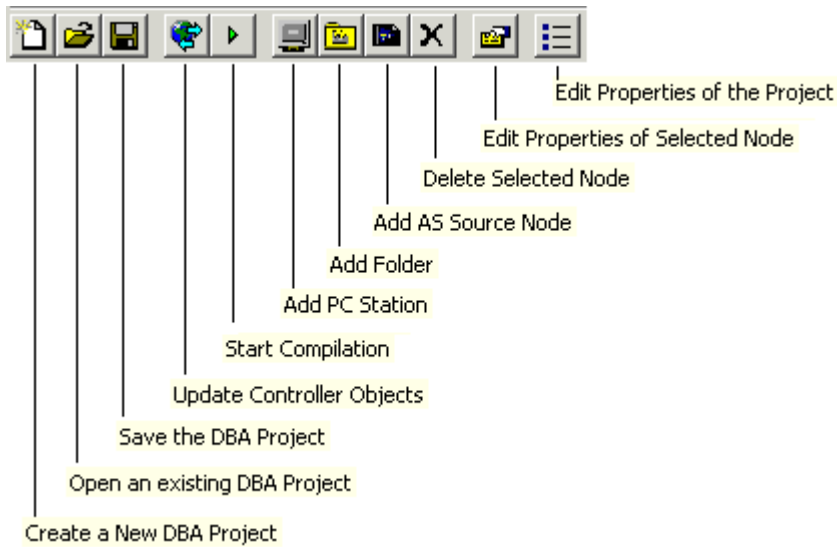 Edit Properties of the Project
Edit Properties of Selected Node
Delete Selected Node
Add AS Source Node
Add Folder
Add PC Station
Start Compilation
Update Controller Objects
Save the DBA Project
Open an existing DBA Project
Create a New DBA Project